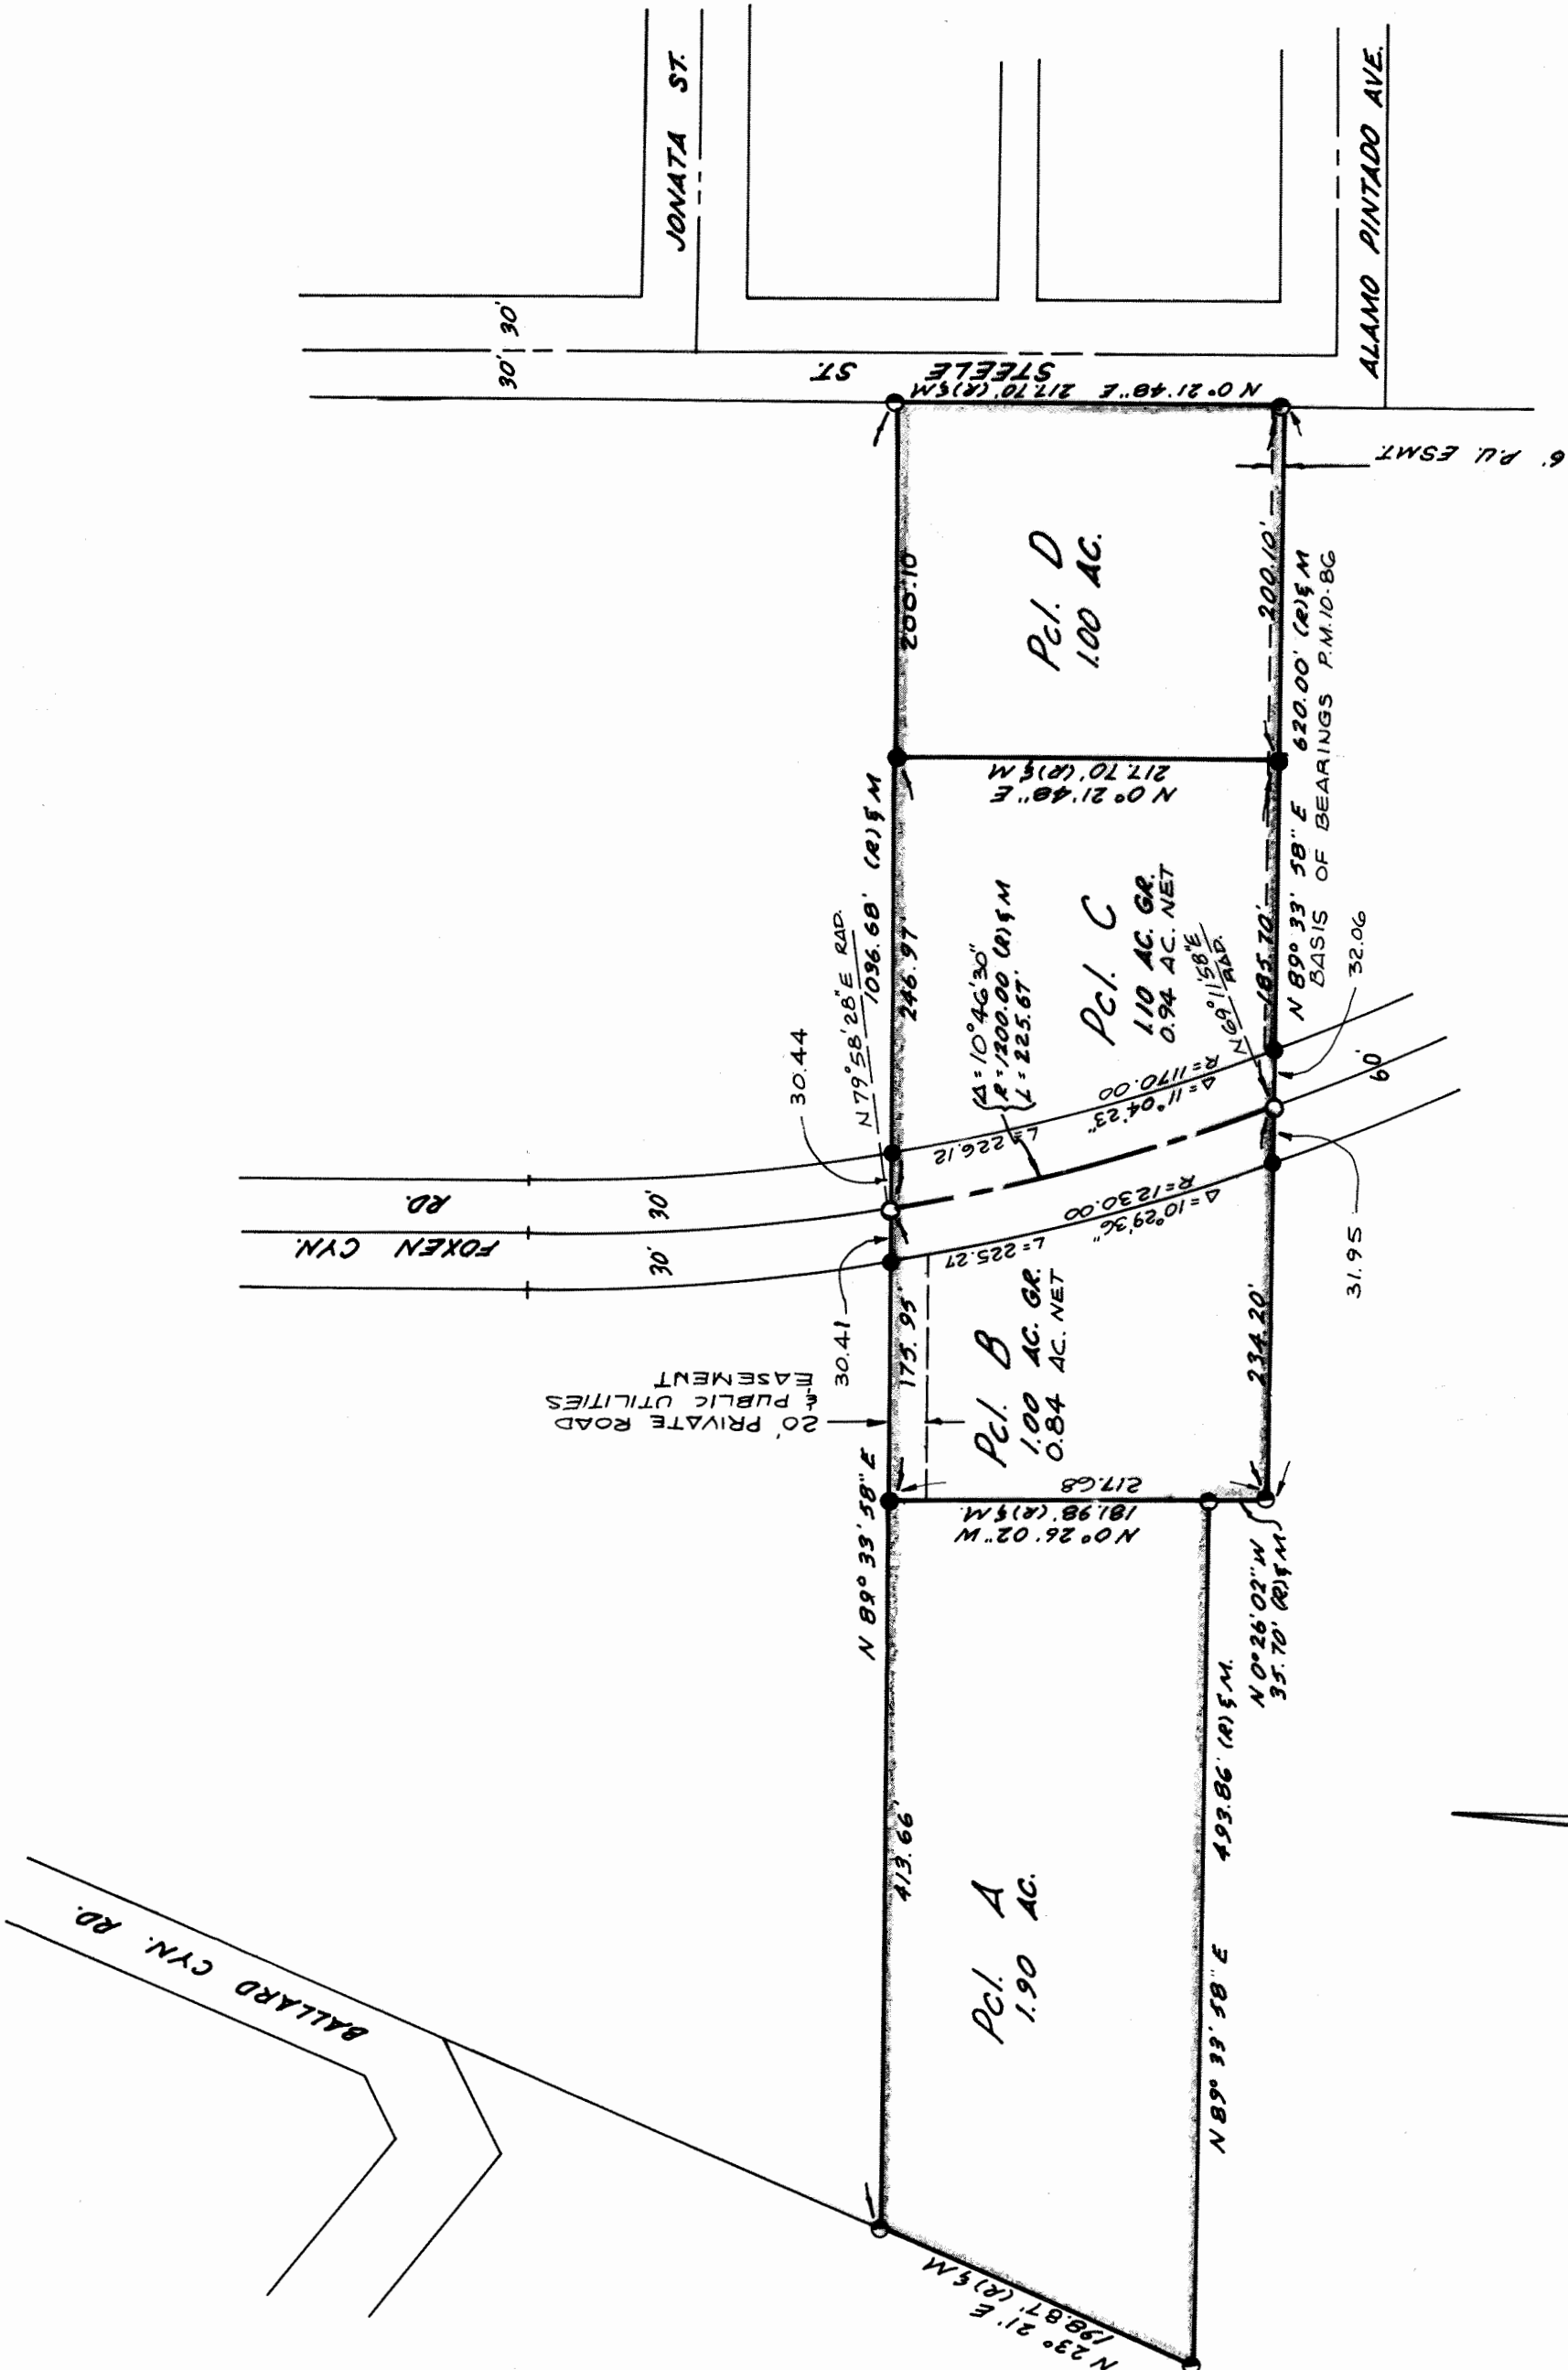 JONATA ST.
30' 30'
STEELE ST.
ALAMO PINTADO AVE.
N 0° 21' 48" E 217.70' (R)&M
6' P.U. ESMT.
200.10
Pcl. D
1.00 AC.
200.10'
N 89° 33' 58" E 620.00' (R)&M
BASIS OF BEARINGS P.M. 10-86
N 0° 21' 48" E
217.70' (R)&M
1096.68' (R)&M
N 79° 58' 28" E RAD.
246.97'
30.44
Δ = 10° 46' 30"
R = 1200.00 (R)&M
L = 225.67'
Pcl. C
1.10 AC. GR.
0.94 AC. NET
N 69° 11' 58" E
RAD.
185.70'
32.06
Δ = 11° 04' 23"
R = 1170.00
L = 226.12
60'
FOXEN CYN. RD.
30'
30'
Δ = 10° 29' 36"
R = 1230.00
L = 225.27
31.95
30.41
20' PRIVATE ROAD
& PUBLIC UTILITIES
EASEMENT
175.95
Pcl. B
1.00 AC. GR.
0.84 AC. NET
234.20'
N 89° 33' 58" E
217.68
N 0° 26' 02" W
181.98' (R)&M.
N 0° 26' 02" W
35.70' (R)&M
413.66'
Pcl. A
1.90 AC.
N 89° 33' 58" E 493.86' (R)&M.
BALLARD CYN. RD.
N 23° 21' E
198.87' (R)&M